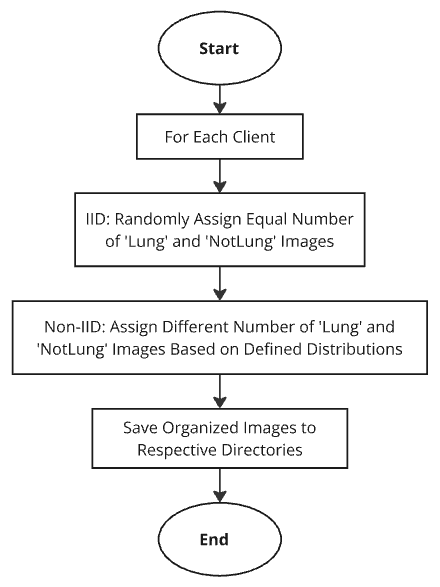 Start
For Each Client
IID: Randomly Assign Equal Number
of 'Lung' and 'NotLung' Images
Non-IID: Assign Different Number of 'Lung' and
'NotLung' Images Based on Defined Distributions
Save Organized Images to
Respective Directories
End